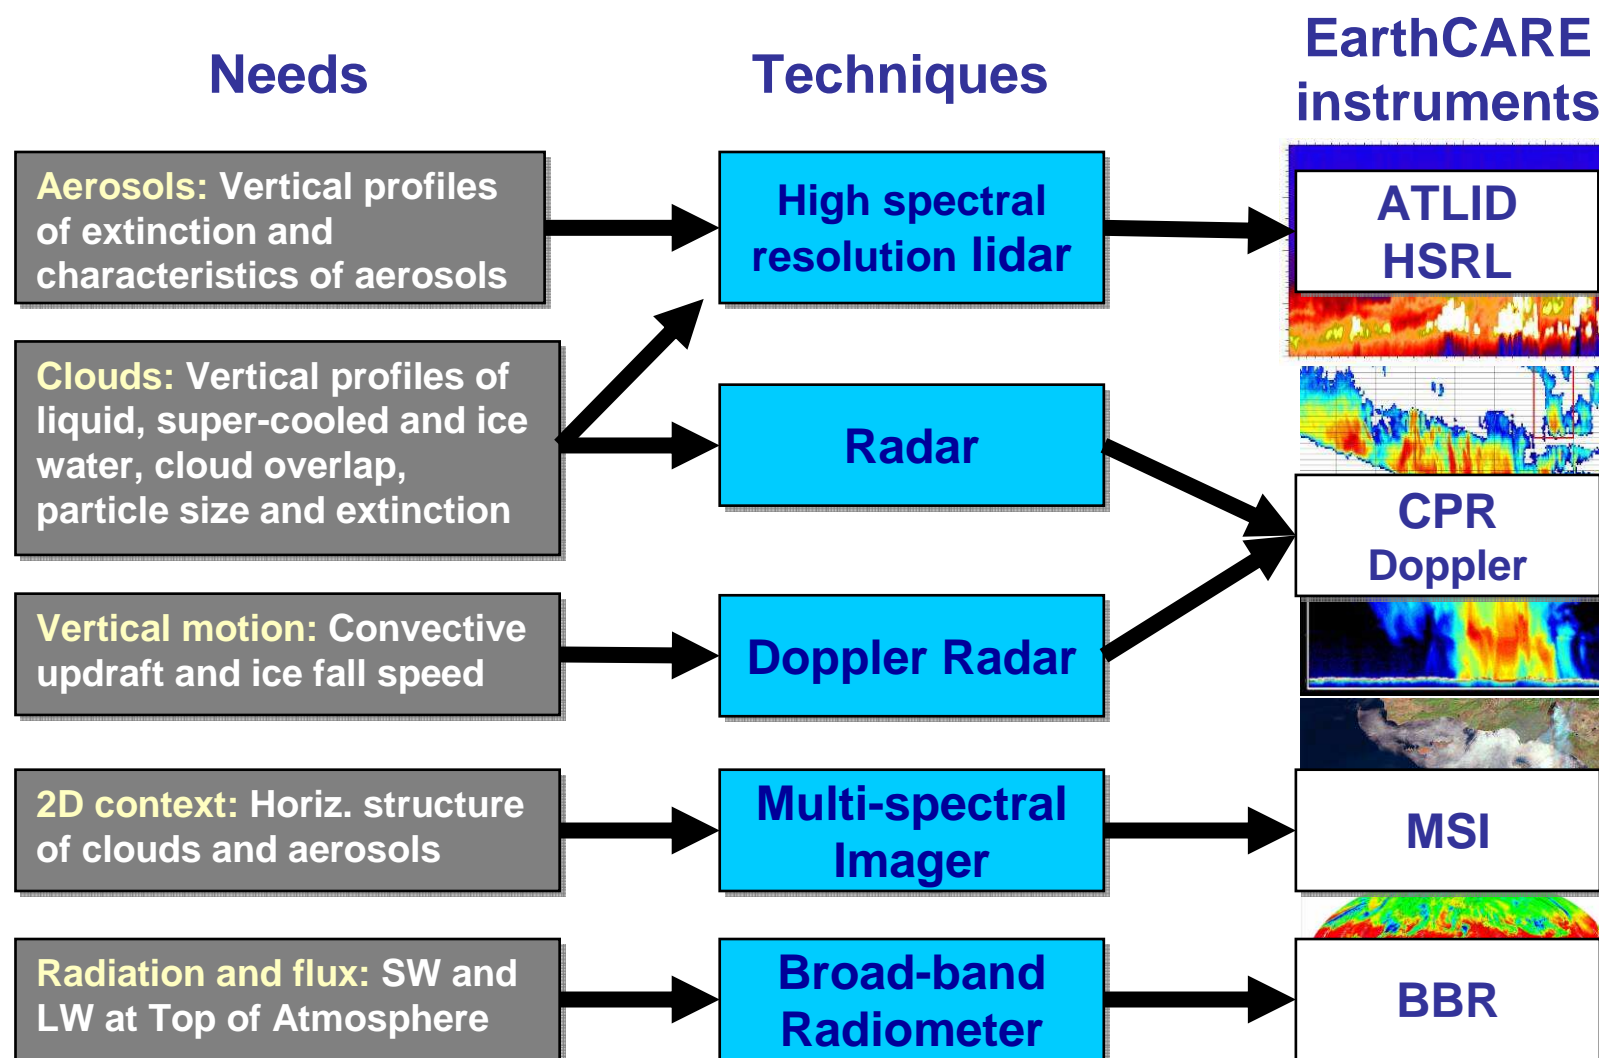 Needs
Techniques
EarthCARE
instruments
Aerosols: Vertical profiles
of extinction and
characteristics of aerosols
High spectral
resolution lidar
ATLID
HSRL
Clouds: Vertical profiles of
liquid, super-cooled and ice
water, cloud overlap,
particle size and extinction
Radar
CPR
Doppler
Vertical motion: Convective
updraft and ice fall speed
Doppler Radar
2D context: Horiz. structure
of clouds and aerosols
Multi-spectral
Imager
MSI
Radiation and flux: SW and
LW at Top of Atmosphere
Broad-band
Radiometer
BBR